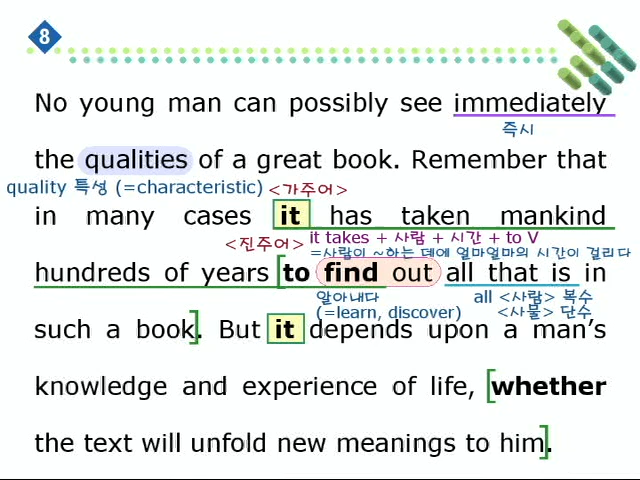 8
No young man can possibly see immediately
즉시
the qualities of a great book. Remember that
quality 특성 (=characteristic) <가주어>
in many cases it has taken mankind
<진주어> it takes + 사람 + 시간 + to V
=사람이 ~하는 데에 얼마얼마의 시간이 걸리다
hundreds of years [to find out all that is in
알아내다 all <사람> 복수
(=learn, discover) <사물> 단수
such a book]. But it depends upon a man's
knowledge and experience of life, [whether
the text will unfold new meanings to him].